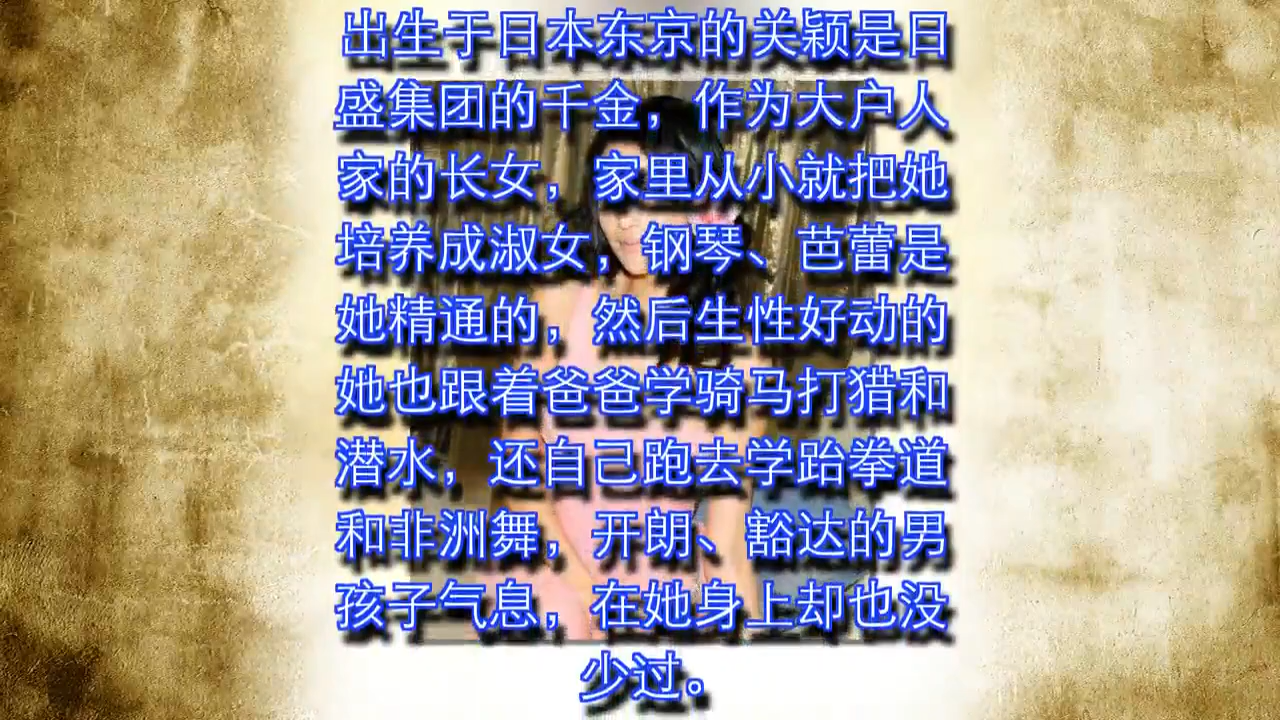 出生于日本东京的关颖是日
盛集团的千金，作为大户人
家的长女，家里从小就把她
培养成淑女，钢琴、芭蕾是
她精通的，然后生性好动的
她也跟着爸爸学骑马打猎和
潜水，还自己跑去学跆拳道
和非洲舞，开朗、豁达的男
孩子气息，在她身上却也没
少过。